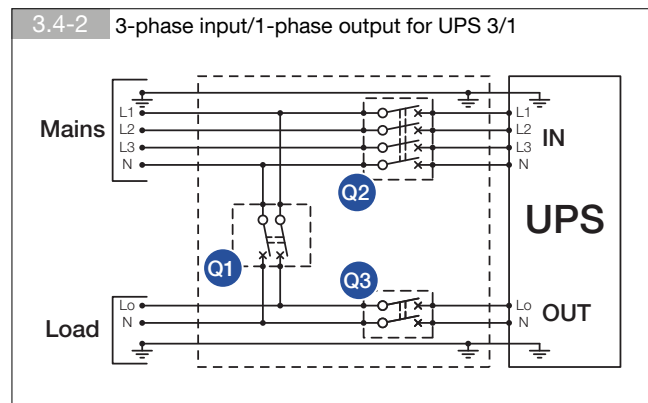 3.4-2 3-phase input/1-phase output for UPS 3/1
Mains
L1
L2
L3
N
Q2
L1
L2
L3
N
IN
UPS
Q1
Q3
Load
Lo
N
Lo
N
OUT